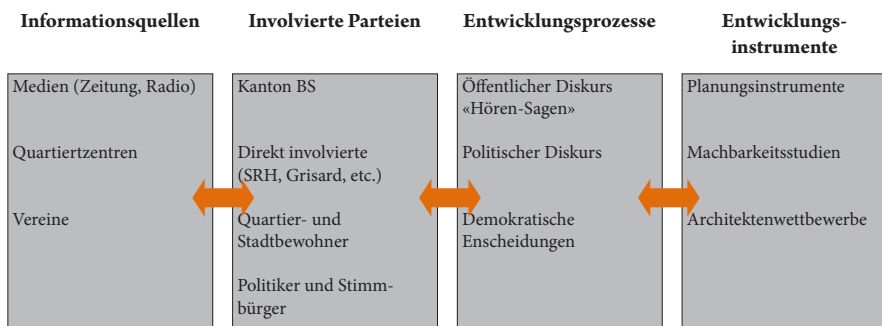 Informationsquellen
Medien (Zeitung, Radio)
Quartiertzentren
Vereine
Involvierte Parteien
Kanton BS
Direkt involvierte
(SRH, Grisard, etc.)
Quartier- und
Stadtbewohner
Politiker und Stimm-
bürger
Entwicklungsprozesse
Öffentlicher Diskurs
«Hören-Sagen»
Politischer Diskurs
Demokratische
Enscheidungen
Entwicklungs-
instrumente
Planungsinstrumente
Machbarkeitsstudien
Architektenwettbewerbe